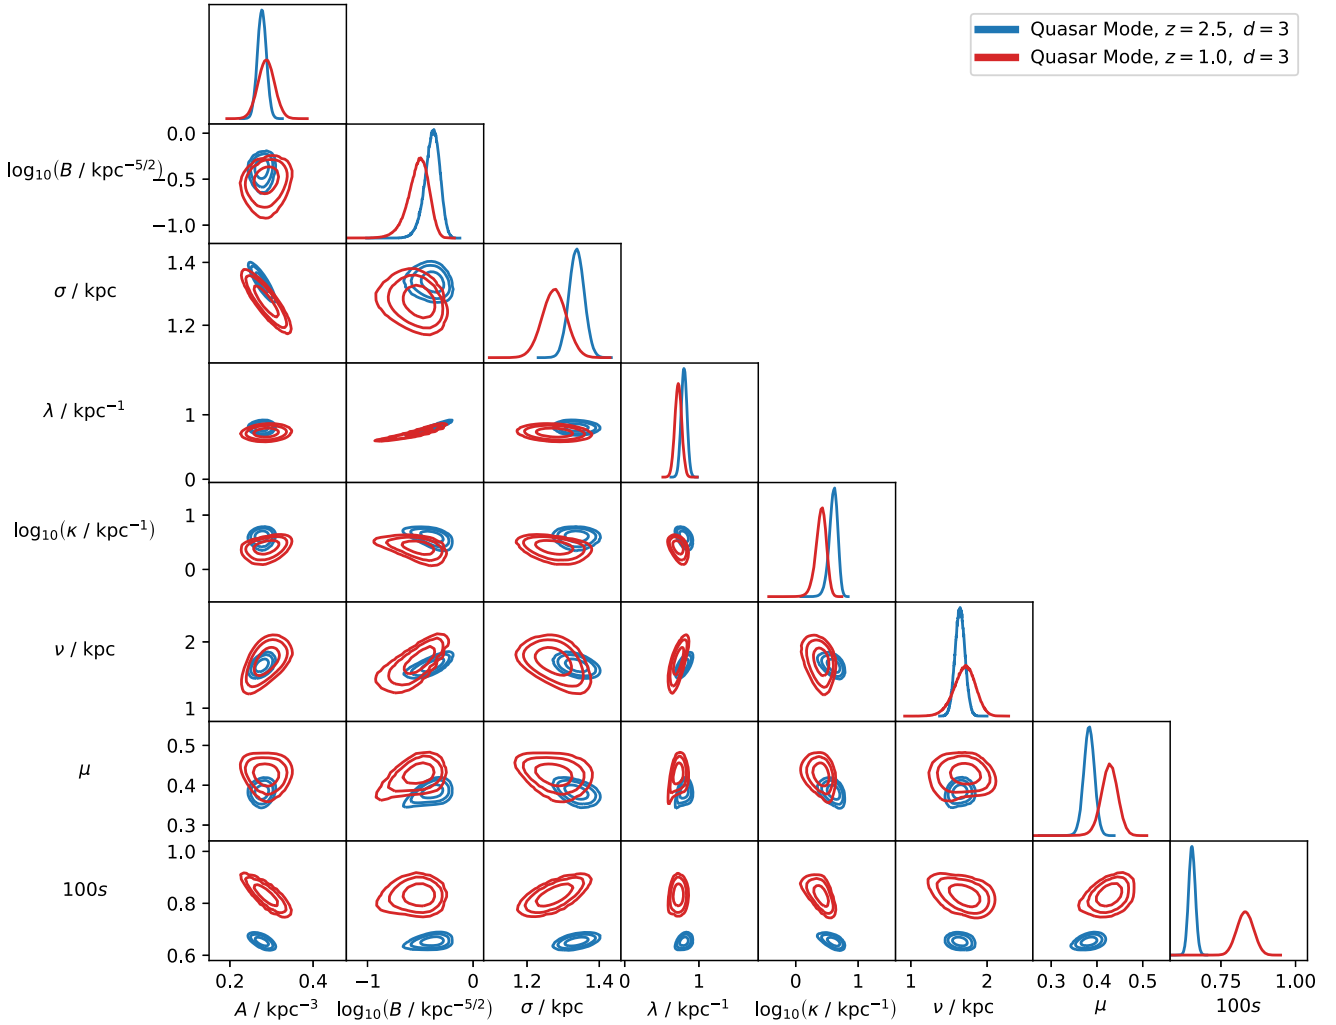 Quasar Mode, z = 2.5, d = 3
Quasar Mode, z = 1.0, d = 3
0.0
log₁₀(B / kpc⁻⁵ᐟ²)
−0.5
−1.0
1.4
σ / kpc
1.2
λ / kpc⁻¹
1
0
log₁₀(κ / kpc⁻¹)
1
0
ν / kpc
2
1
μ
0.5
0.4
0.3
100s
1.0
0.8
0.6
0.2 0.4 −1 0 1.2 1.4 0 1 0 1 1 2 0.3 0.4 0.5 0.75 1.00
A / kpc⁻³ log₁₀(B / kpc⁻⁵ᐟ²) σ / kpc λ / kpc⁻¹ log₁₀(κ / kpc⁻¹) ν / kpc μ 100s